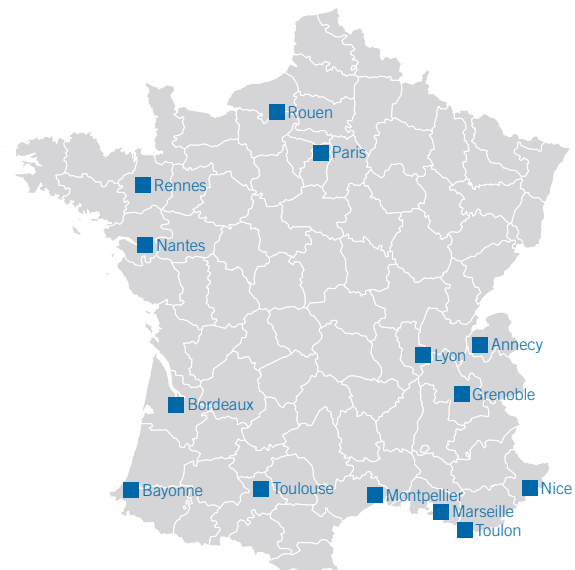 Rouen
Paris
Rennes
Nantes
Annecy
Lyon
Grenoble
Bordeaux
Bayonne
Toulouse
Nice
Montpellier
Marseille
Toulon